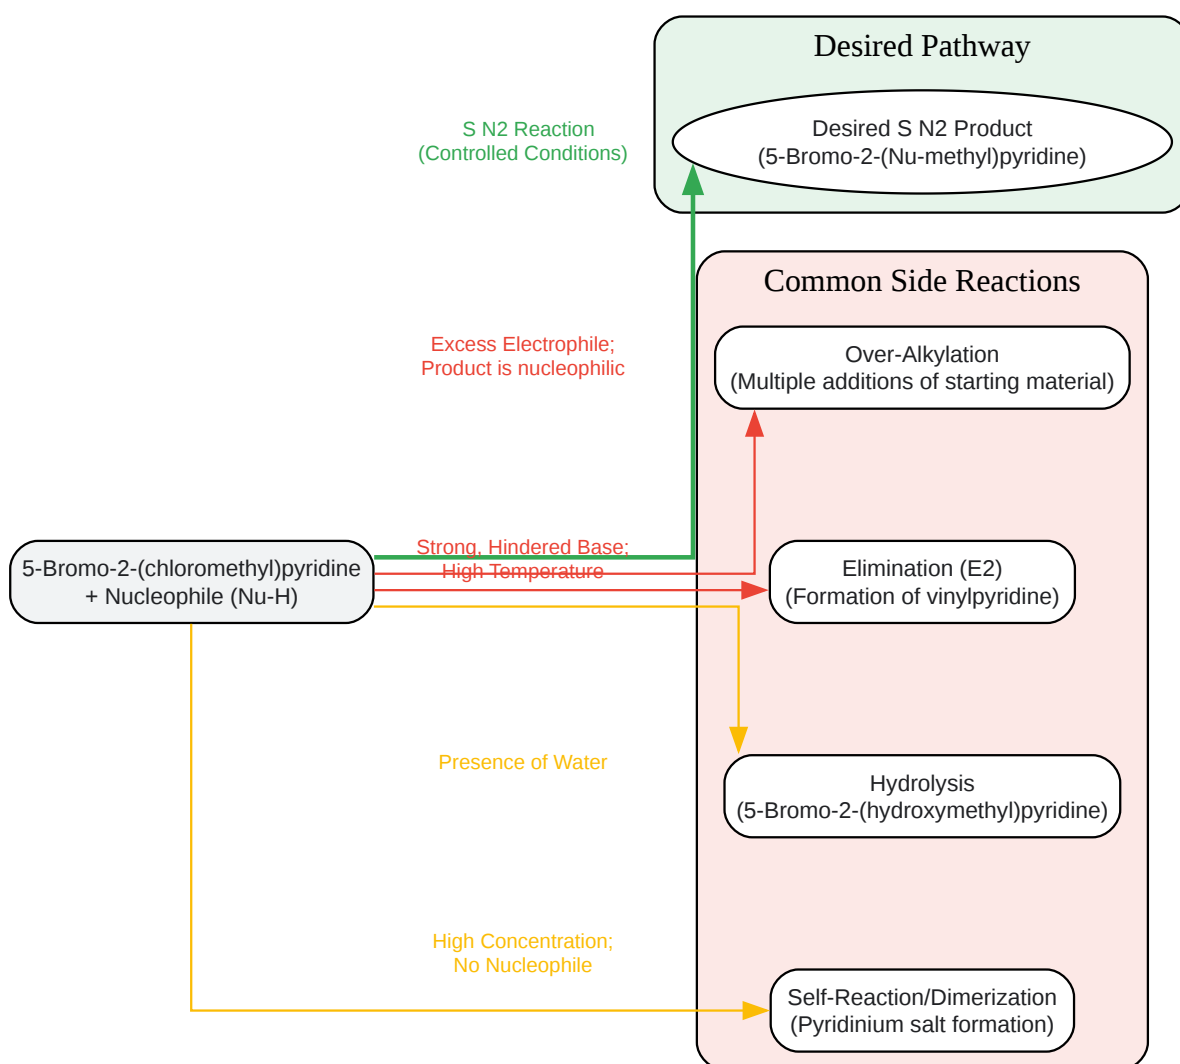 Desired Pathway
S N2 Reaction
(Controlled Conditions)
Desired S N2 Product
(5-Bromo-2-(Nu-methyl)pyridine)
Common Side Reactions
Excess Electrophile;
Product is nucleophilic
Over-Alkylation
(Multiple additions of starting material)
5-Bromo-2-(chloromethyl)pyridine
+ Nucleophile (Nu-H)
Strong, Hindered Base;
High Temperature
Elimination (E2)
(Formation of vinylpyridine)
Presence of Water
Hydrolysis
(5-Bromo-2-(hydroxymethyl)pyridine)
High Concentration;
No Nucleophile
Self-Reaction/Dimerization
(Pyridinium salt formation)